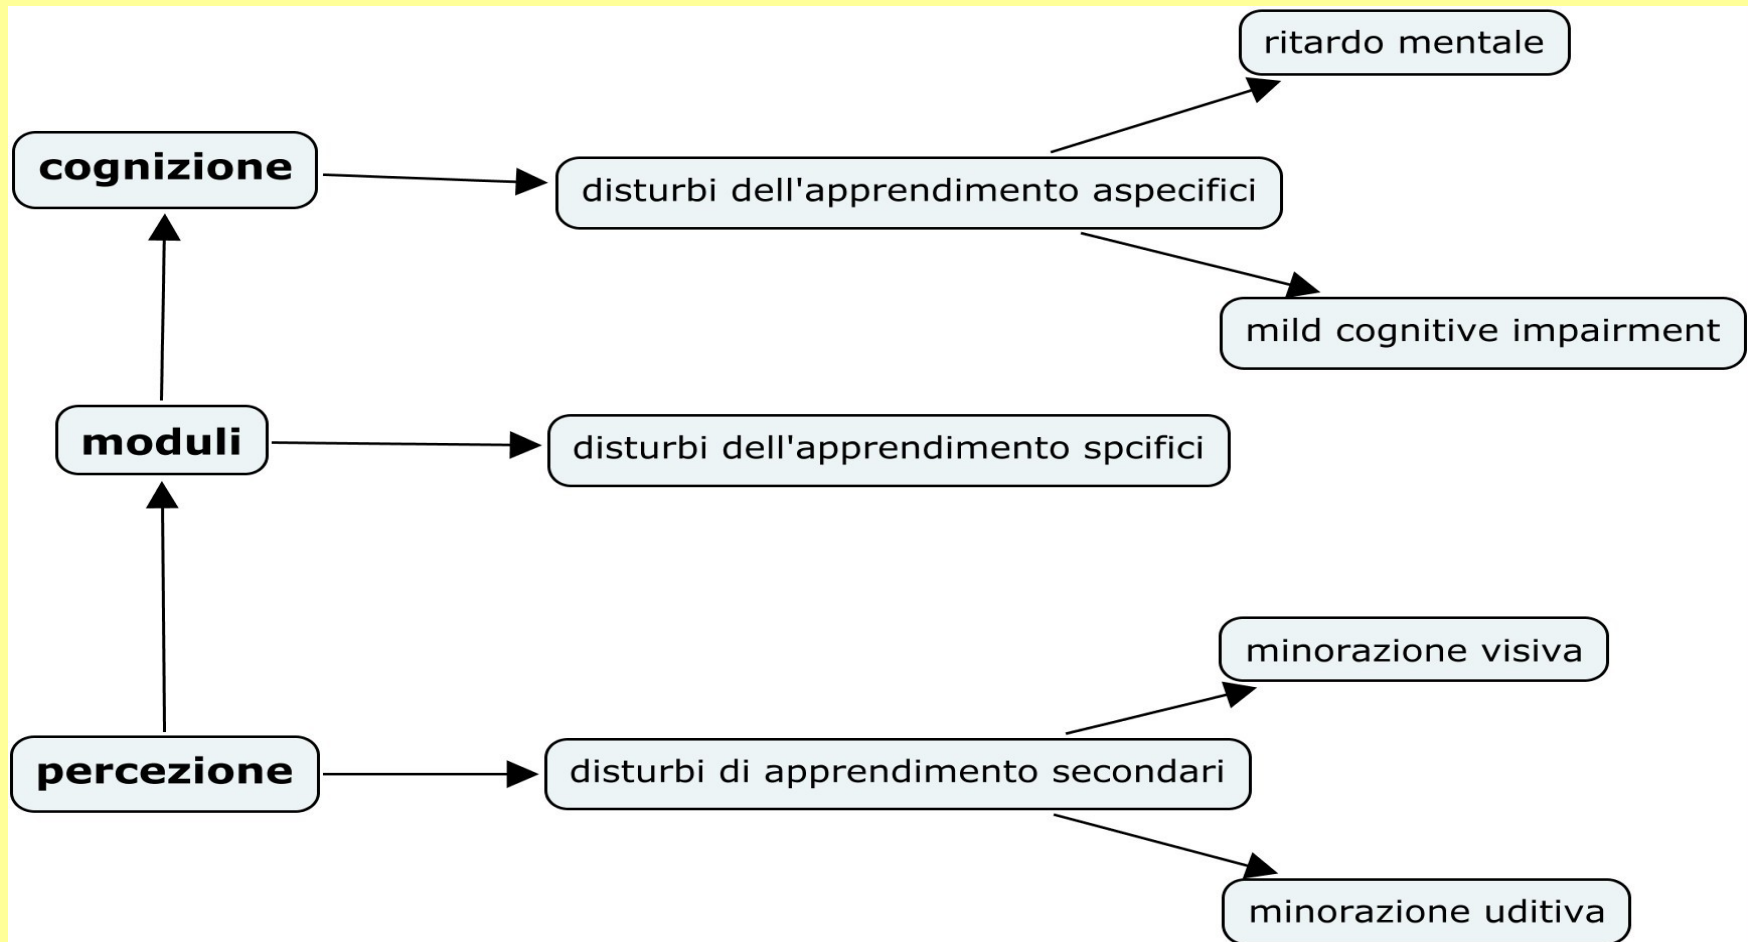 ritardo mentale
cognizione
disturbi dell'apprendimento aspecifici
mild cognitive impairment
moduli
disturbi dell'apprendimento spcifici
minorazione visiva
percezione
disturbi di apprendimento secondari
minorazione uditiva